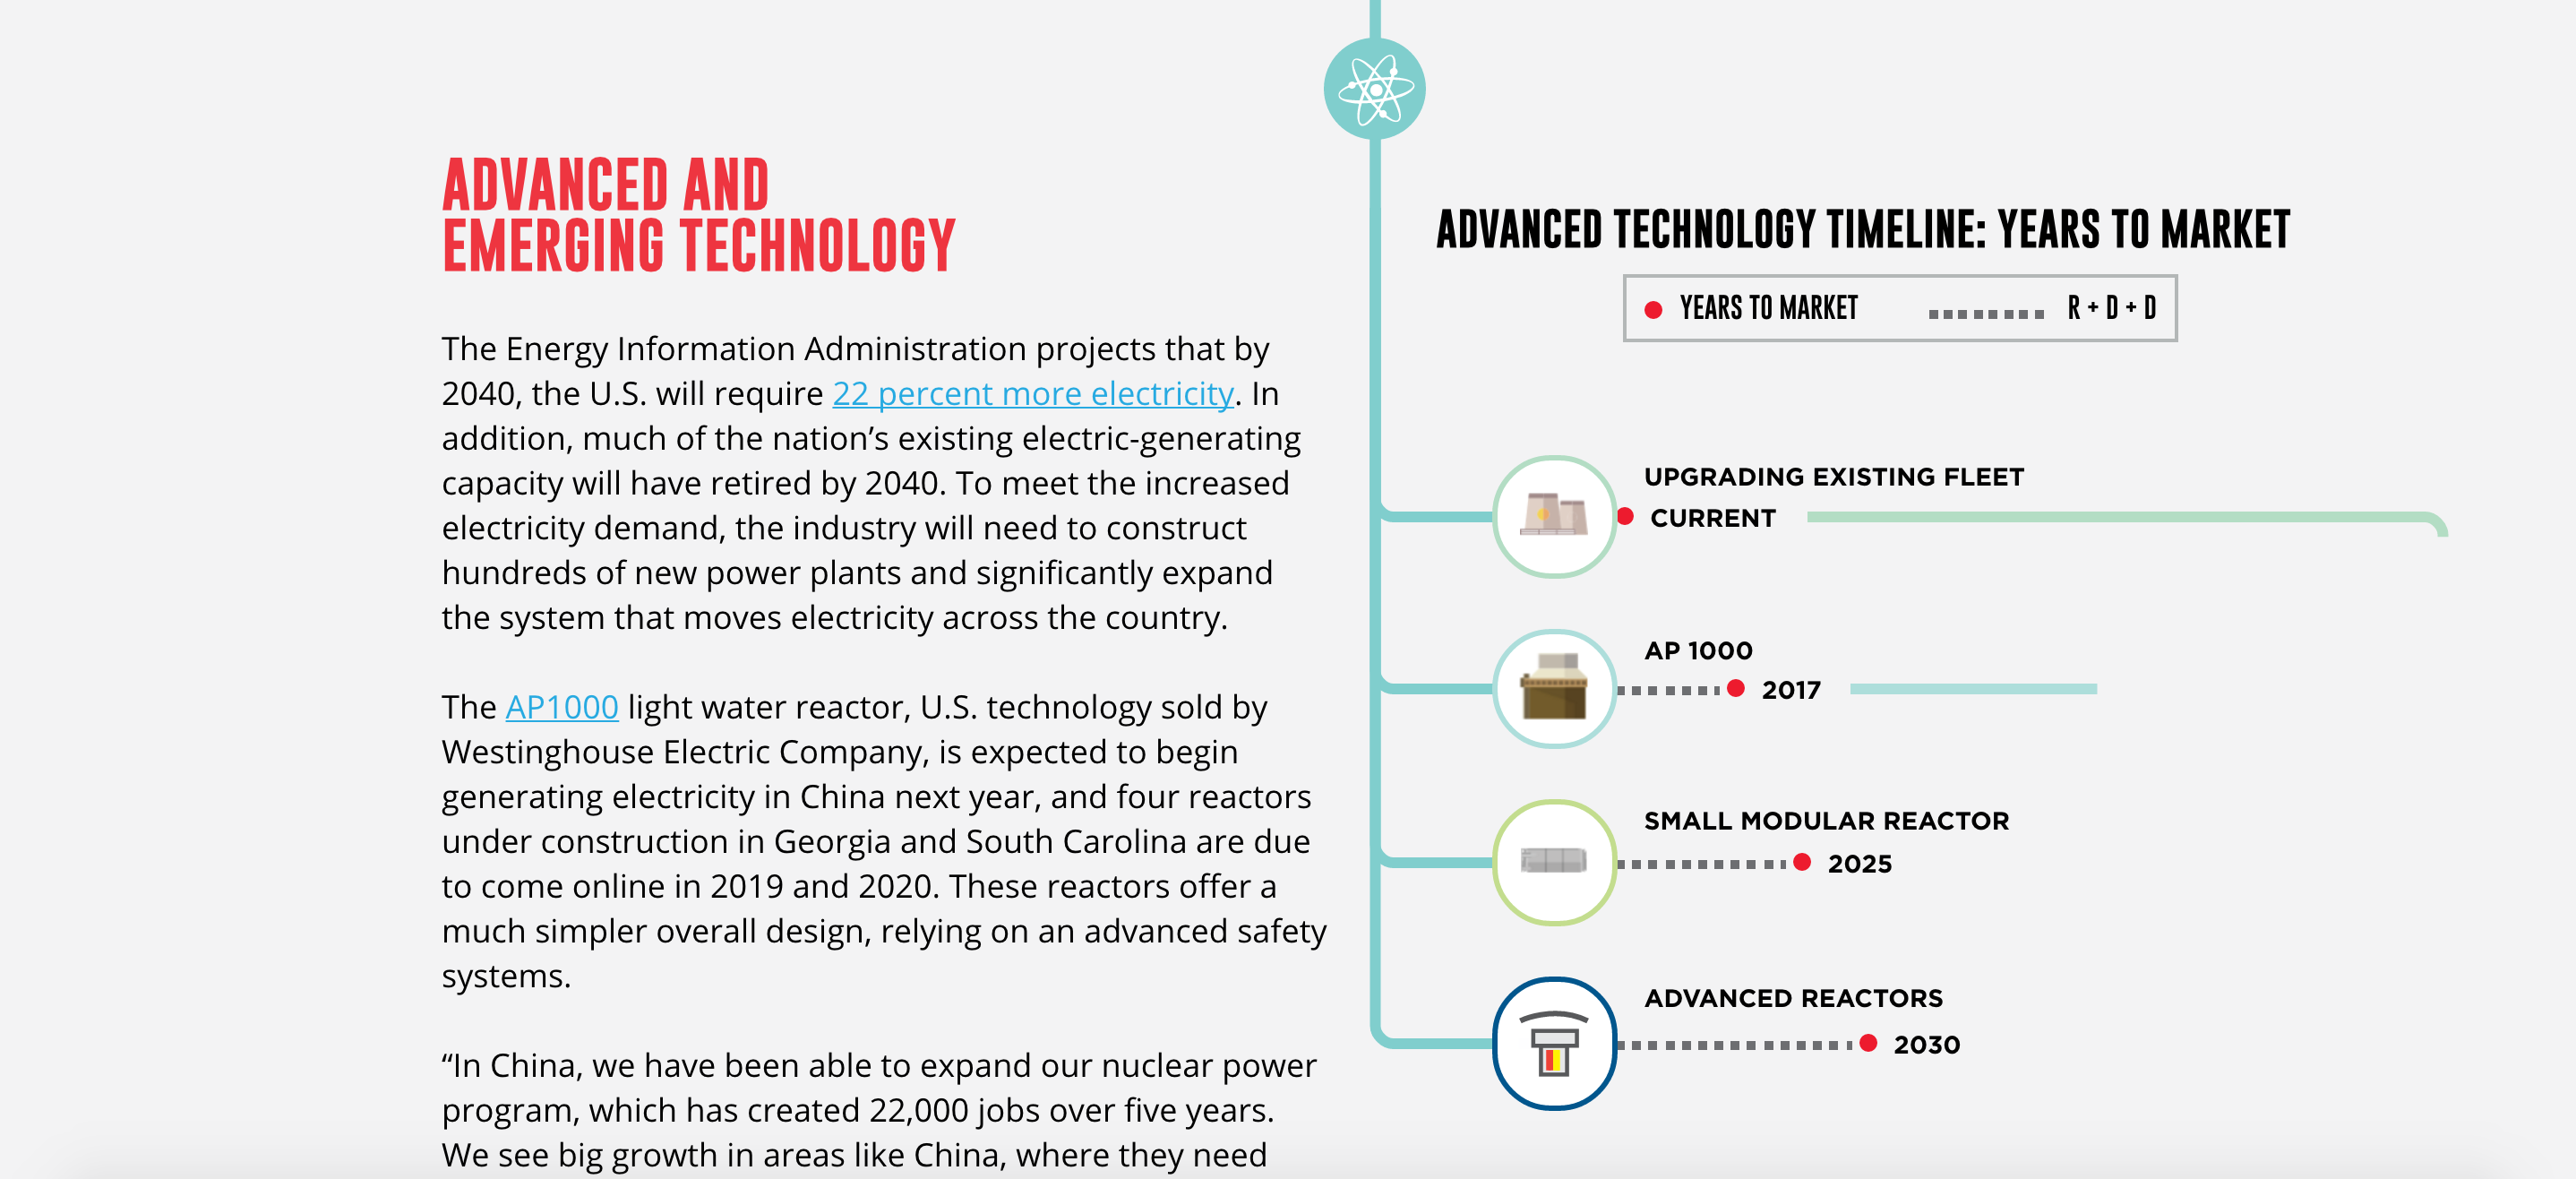 ADVANCED AND
EMERGING TECHNOLOGY
The Energy Information Administration projects that by
2040, the U.S. will require 22 percent more electricity. In
addition, much of the nation’s existing electric-generating
capacity will have retired by 2040. To meet the increased
electricity demand, the industry will need to construct
hundreds of new power plants and significantly expand
the system that moves electricity across the country.
The AP1000 light water reactor, U.S. technology sold by
Westinghouse Electric Company, is expected to begin
generating electricity in China next year, and four reactors
under construction in Georgia and South Carolina are due
to come online in 2019 and 2020. These reactors offer a
much simpler overall design, relying on an advanced safety
systems.
“In China, we have been able to expand our nuclear power
program, which has created 22,000 jobs over five years.
We see big growth in areas like China, where they need
ADVANCED TECHNOLOGY TIMELINE: YEARS TO MARKET
YEARS TO MARKET
R + D + D
UPGRADING EXISTING FLEET
CURRENT
AP 1000
2017
SMALL MODULAR REACTOR
2025
ADVANCED REACTORS
2030